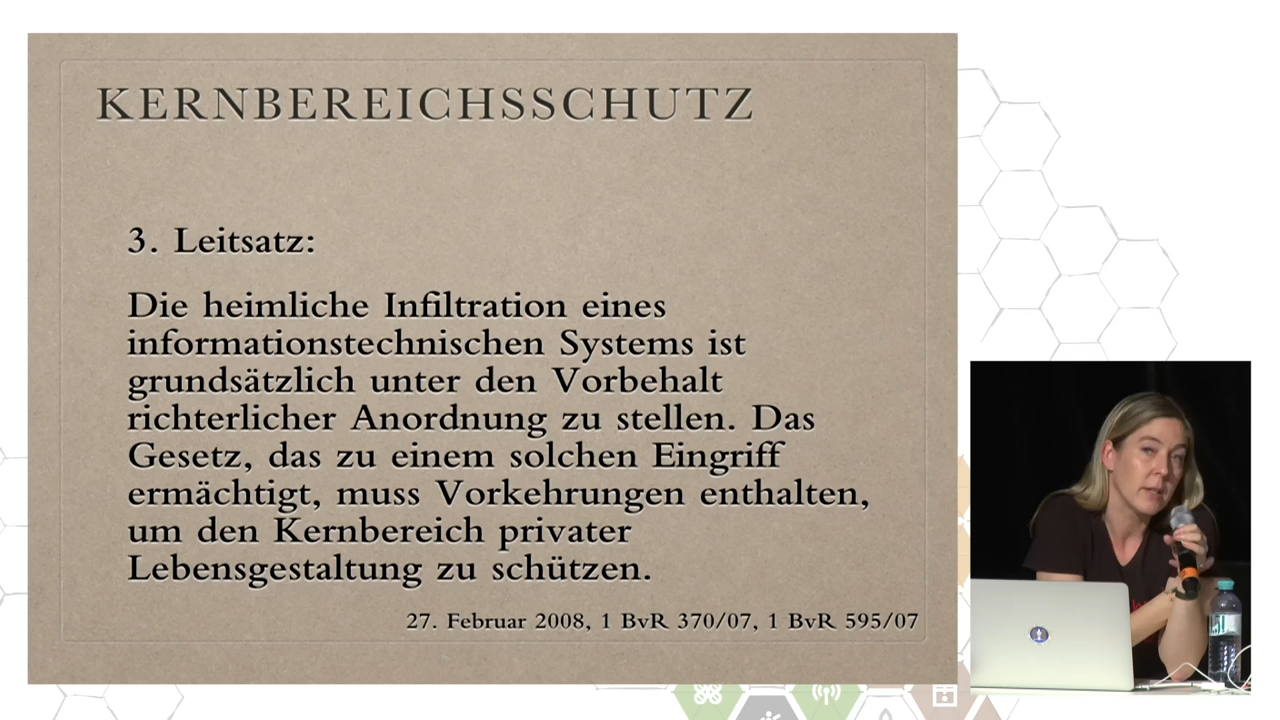 KERNBEREICHSSCHUTZ
3. Leitsatz:
Die heimliche Infiltration eines
informationstechnischen Systems ist
grundsätzlich unter den Vorbehalt
richterlicher Anordnung zu stellen. Das
Gesetz, das zu einem solchen Eingriff
ermächtigt, muss Vorkehrungen enthalten,
um den Kernbereich privater
Lebensgestaltung zu schützen.
27. Februar 2008, 1 BvR 370/07, 1 BvR 595/07